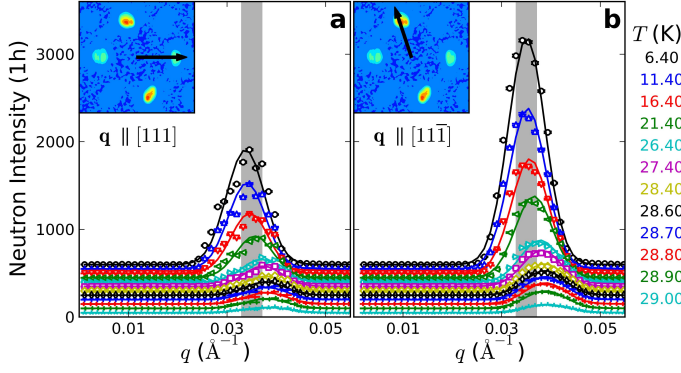 a
b
T (K)
6.40
11.40
16.40
21.40
26.40
27.40
28.40
28.60
28.70
28.80
28.90
29.00
q ∥ [111]
q ∥ [111̅]
Neutron Intensity (1h)
3000
2000
1000
0
0.01
0.03
0.05
0.01
0.03
0.05
q (Å⁻¹)
q (Å⁻¹)